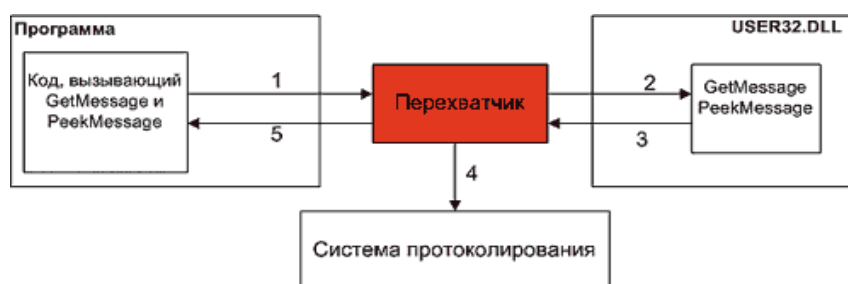 Программа
USER32.DLL
Код, вызывающий
GetMessage и
PeekMessage
1
5
Перехватчик
2
3
GetMessage
PeekMessage
4
Система протоколирования